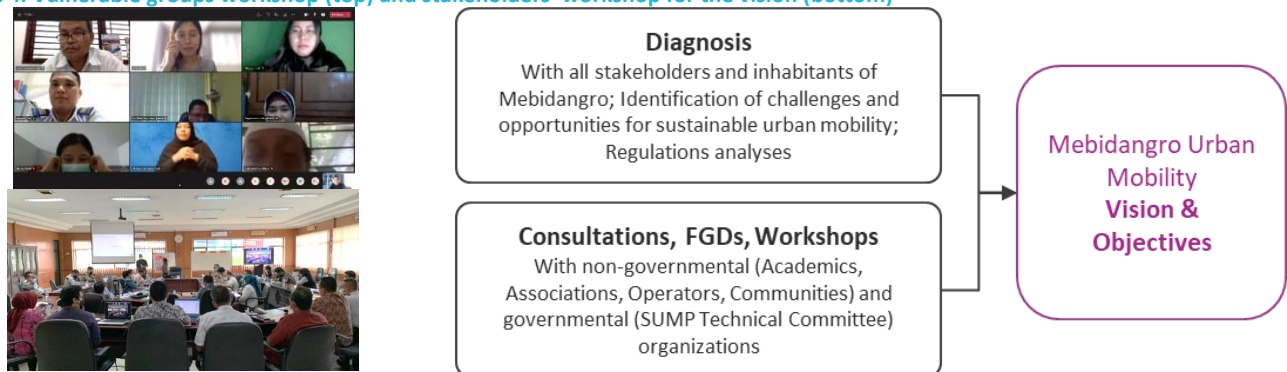 Vulnerable groups workshop (top) and stakeholders' workshop for the vision (bottom)
Diagnosis
With all stakeholders and inhabitants of
Mebidangro; Identification of challenges and
opportunities for sustainable urban mobility;
Regulations analyses
Consultations, FGDs, Workshops
With non-governmental (Academics,
Associations, Operators, Communities) and
governmental (SUMP Technical Committee)
organizations
Mebidangro Urban
Mobility
Vision &
Objectives